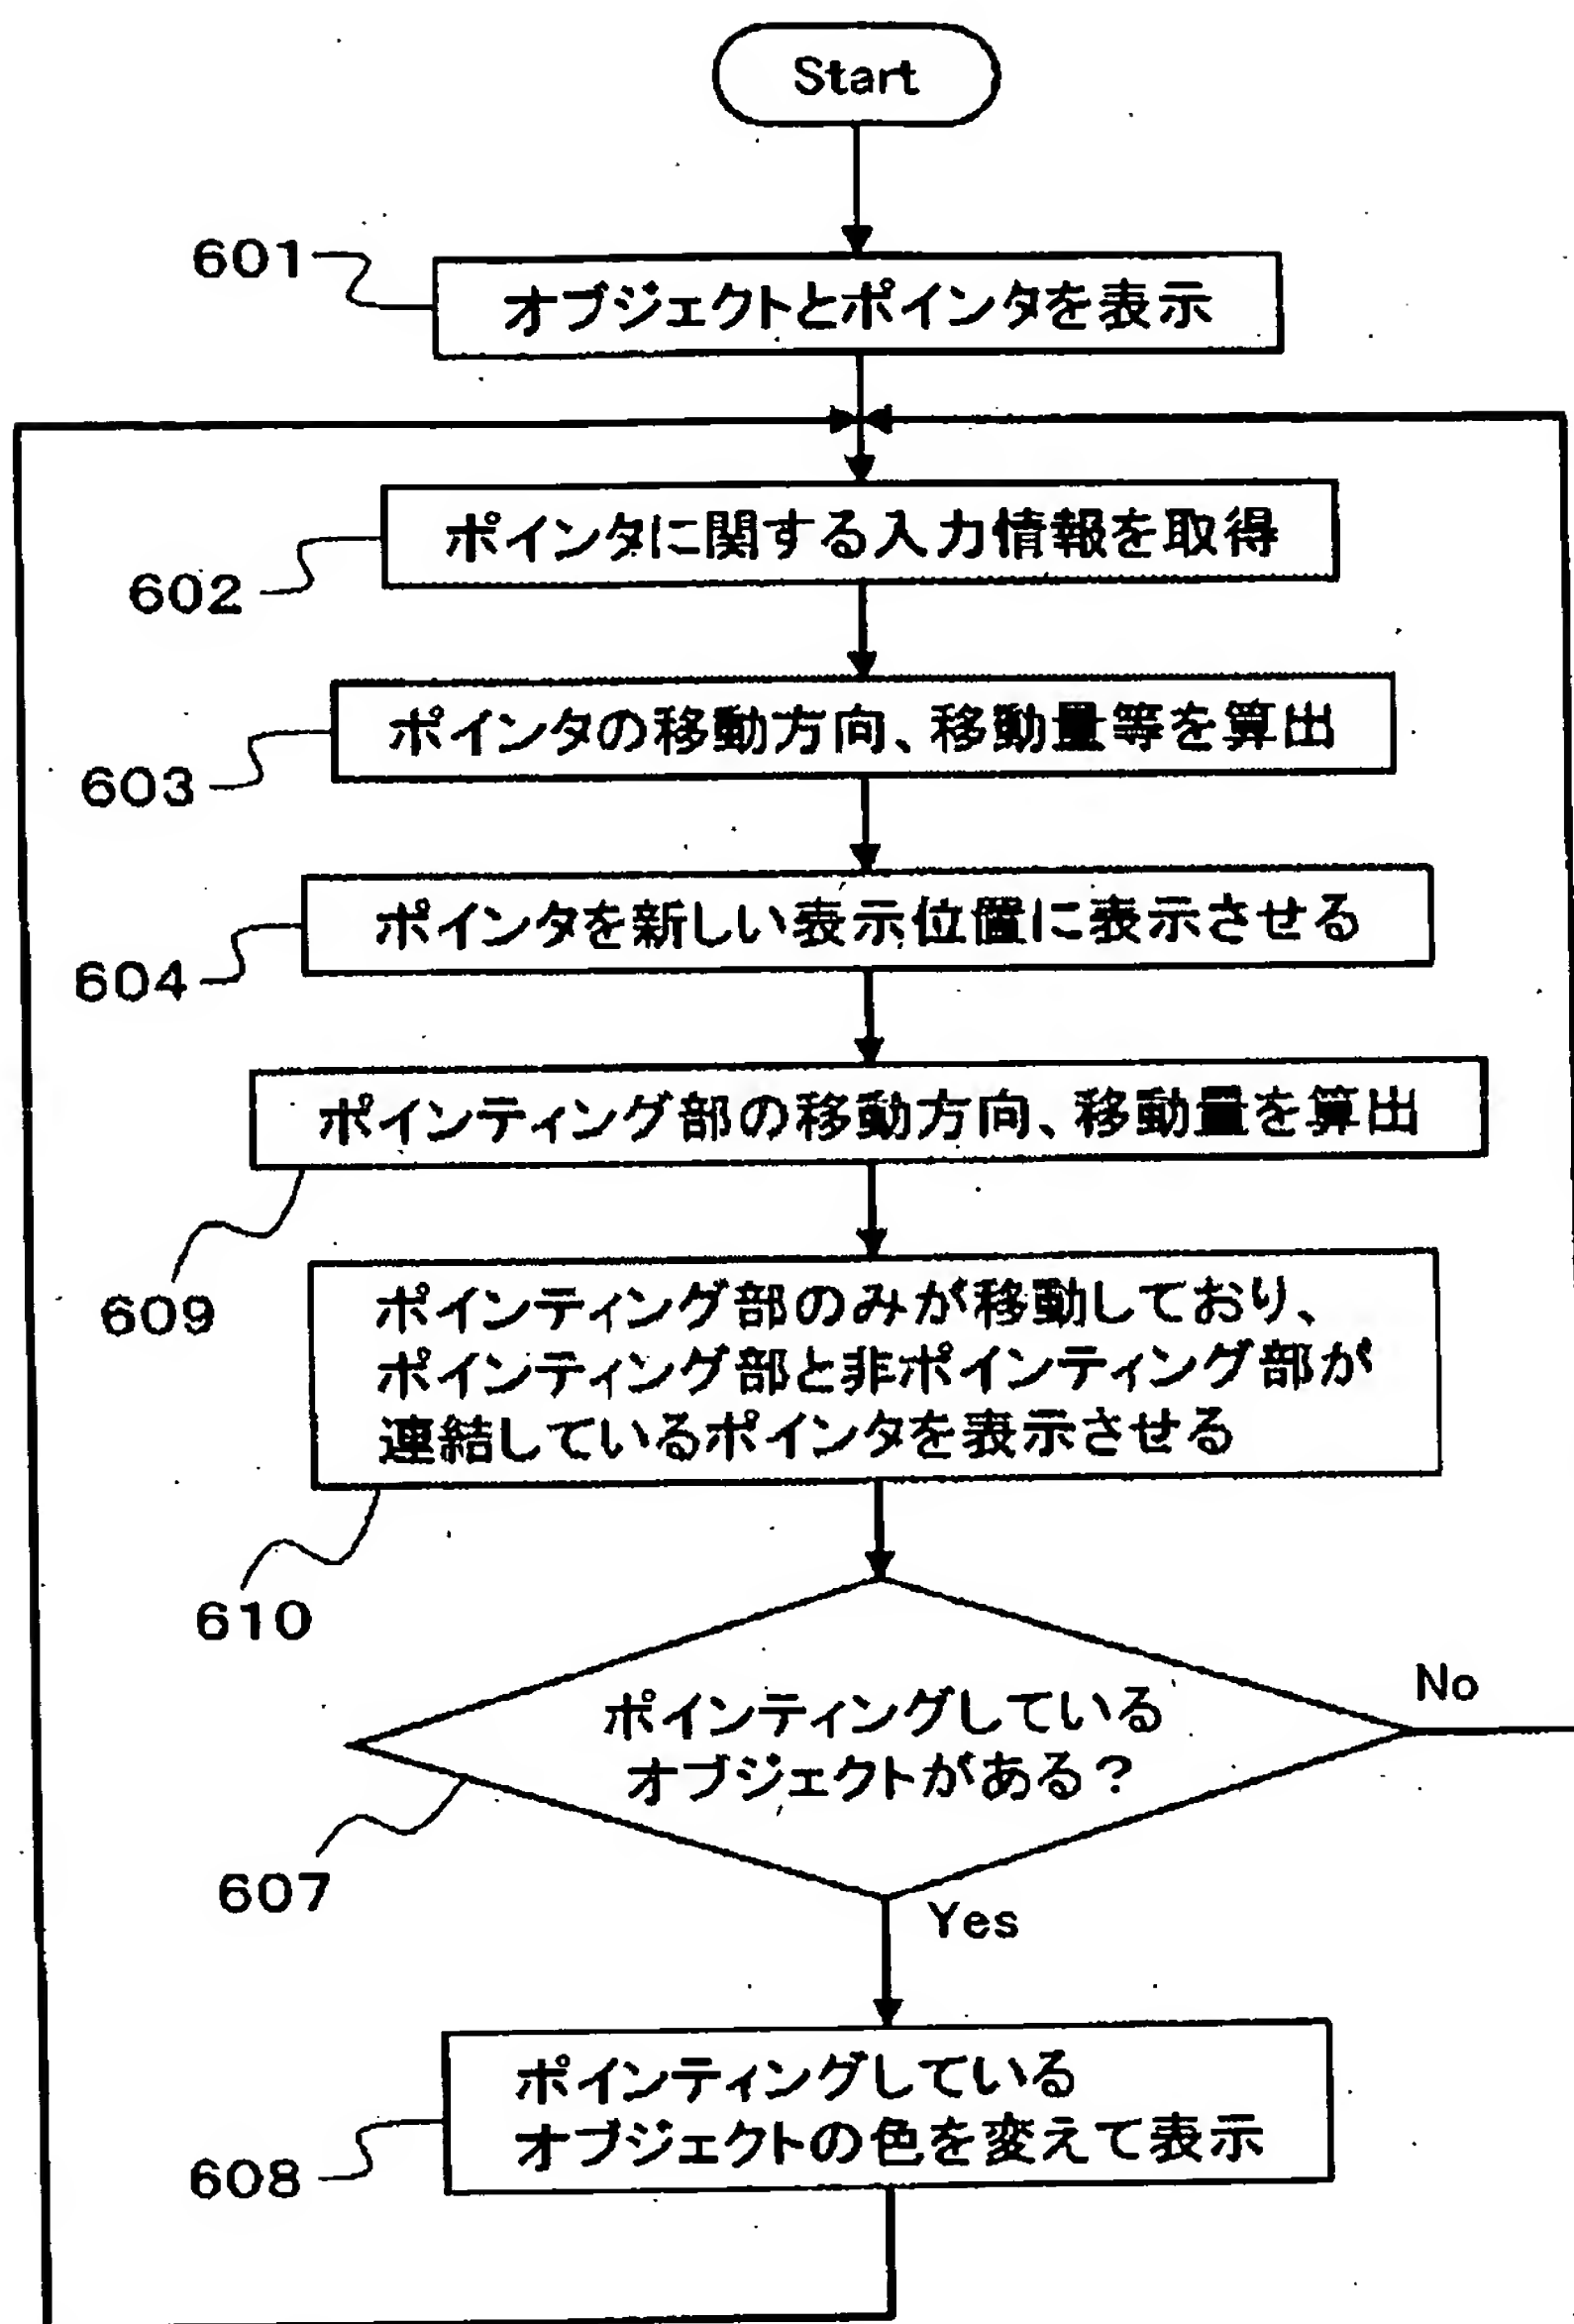 Start
601
オブジェクトとポインタを表示
602
ポインタに関する入力情報を取得
603
ポインタの移動方向、移動量等を算出
604
ポインタを新しい表示位置に表示させる
609
ポインティング部の移動方向、移動量を算出
610
ポインティング部のみが移動しており、
ポインティング部と非ポインティング部が
連結しているポインタを表示させる
607
ポインティングしている
オブジェクトがある？
No
Yes
608
ポインティングしている
オブジェクトの色を変えて表示